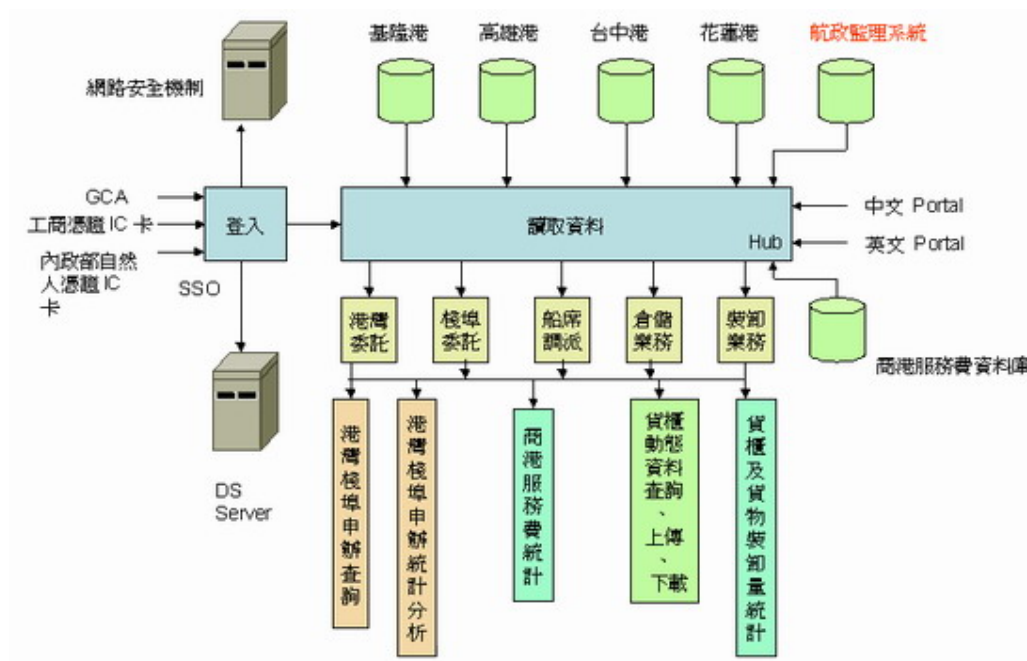 基隆港
高雄港
台中港
花蓮港
航政監理系統
網路安全機制
GCA
工商憑證 IC 卡
內政部自然
人憑證 IC
卡
SSO
登入
讀取資料
Hub
中文 Portal
英文 Portal
港灣
委託
棧埠
委託
船席
調派
倉儲
業務
裝卸
業務
商港服務費資料庫
DS
Server
港灣棧埠申辦查詢
港灣棧埠申辦統計分析
商港服務費統計
貨櫃
動態
資料
查詢
、
上傳
、
下載
貨櫃及貨物裝卸量統計